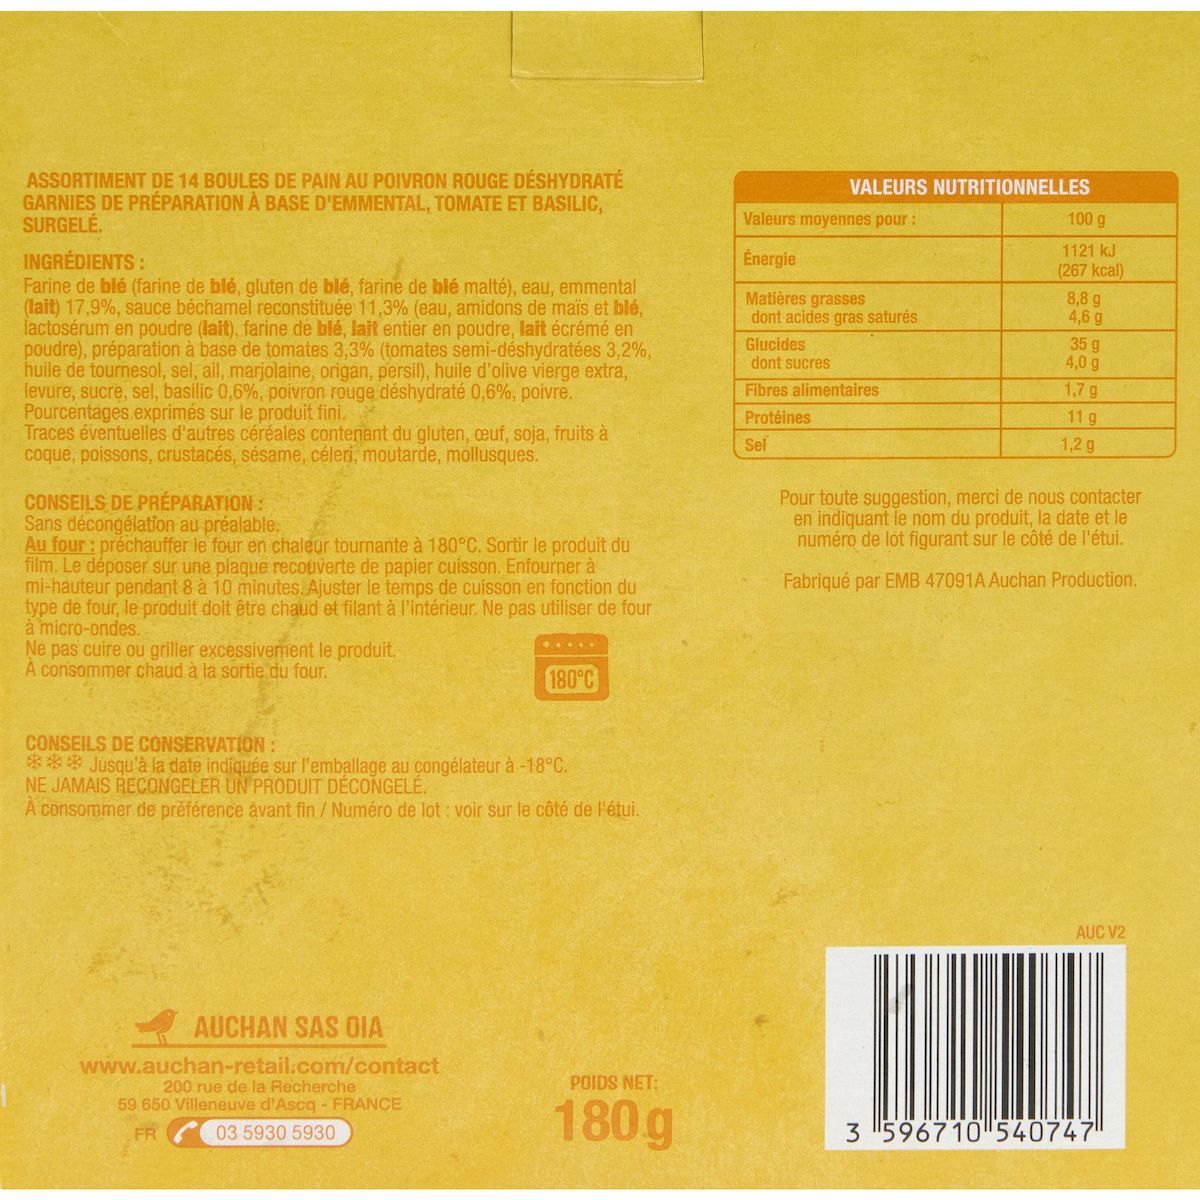 ASSORTIMENT DE 14 BOULES DE PAIN AU POIVRON ROUGE DÉSHYDRATÉ
GARNIES DE PRÉPARATION À BASE D'EMMENTAL, TOMATE ET BASILIC,
SURGELÉ.
INGRÉDIENTS :
Farine de blé (farine de blé, gluten de blé, farine de blé malté), eau, emmental
(lait) 17,9%, sauce béchamel reconstituée 11,3% (eau, amidons de maïs et blé,
lactosérum en poudre (lait), farine de blé, lait entier en poudre, lait écrémé en
poudre), préparation à base de tomates 3,3% (tomates semi-déshydratées 3,2%,
huile de tournesol, sel, ail, marjolaine, origan, persil), huile d'olive vierge extra,
levure, sucre, sel, basilic 0,6%, poivron rouge déshydraté 0,6%, poivre.
Pourcentages exprimés sur le produit fini.
Traces éventuelles d'autres céréales contenant du gluten, œuf, soja, fruits à
coque, poissons, crustacés, sésame, céleri, moutarde, mollusques.
CONSEILS DE PRÉPARATION :
Sans décongélation au préalable.
Au four : préchauffer le four en chaleur tournante à 180°C. Sortir le produit du
film. Le déposer sur une plaque recouverte de papier cuisson. Enfourner à
mi-hauteur pendant 8 à 10 minutes. Ajuster le temps de cuisson en fonction du
type de four, le produit doit être chaud et filant à l'intérieur. Ne pas utiliser de four
à micro-ondes.
Ne pas cuire ou griller excessivement le produit.
À consommer chaud à la sortie du four.
180°C
CONSEILS DE CONSERVATION :
Jusqu'à la date indiquée sur l'emballage au congélateur à -18°C.
NE JAMAIS RECONGELER UN PRODUIT DÉCONGELÉ.
À consommer de préférence avant fin / Numéro de lot : voir sur le côté de l'étui.
VALEURS NUTRITIONNELLES
Valeurs moyennes pour : 100 g
Énergie 1121 kJ
(267 kcal)
Matières grasses 8,8 g
dont acides gras saturés 4,6 g
Glucides 35 g
dont sucres 4,0 g
Fibres alimentaires 1,7 g
Protéines 11 g
Sel 1,2 g
Pour toute suggestion, merci de nous contacter
en indiquant le nom du produit, la date et le
numéro de lot figurant sur le côté de l'étui.
Fabriqué par EMB 47091A Auchan Production.
AUCHAN SAS OIA
www.auchan-retail.com/contact
200 rue de la Recherche
59 650 Villeneuve d'Ascq - FRANCE
FR 03 5930 5930
POIDS NET:
180 g
AUC V2
3 596710 540747